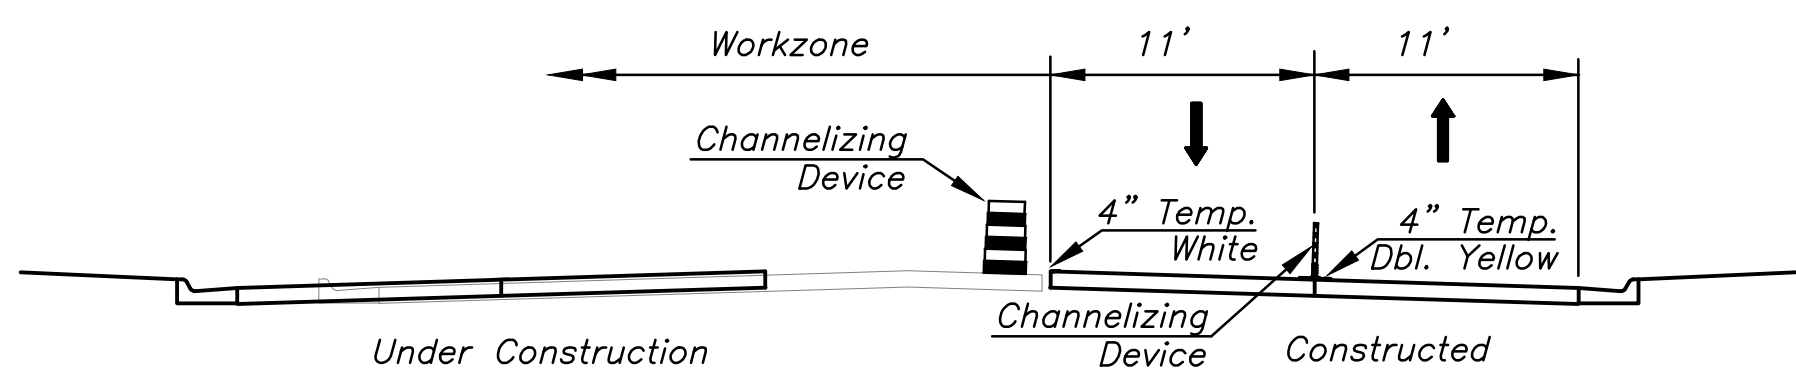 Workzone
11'
11'
Channelizing
Device
4" Temp.
White
4" Temp.
Dbl. Yellow
Channelizing
Device
Under Construction
Constructed